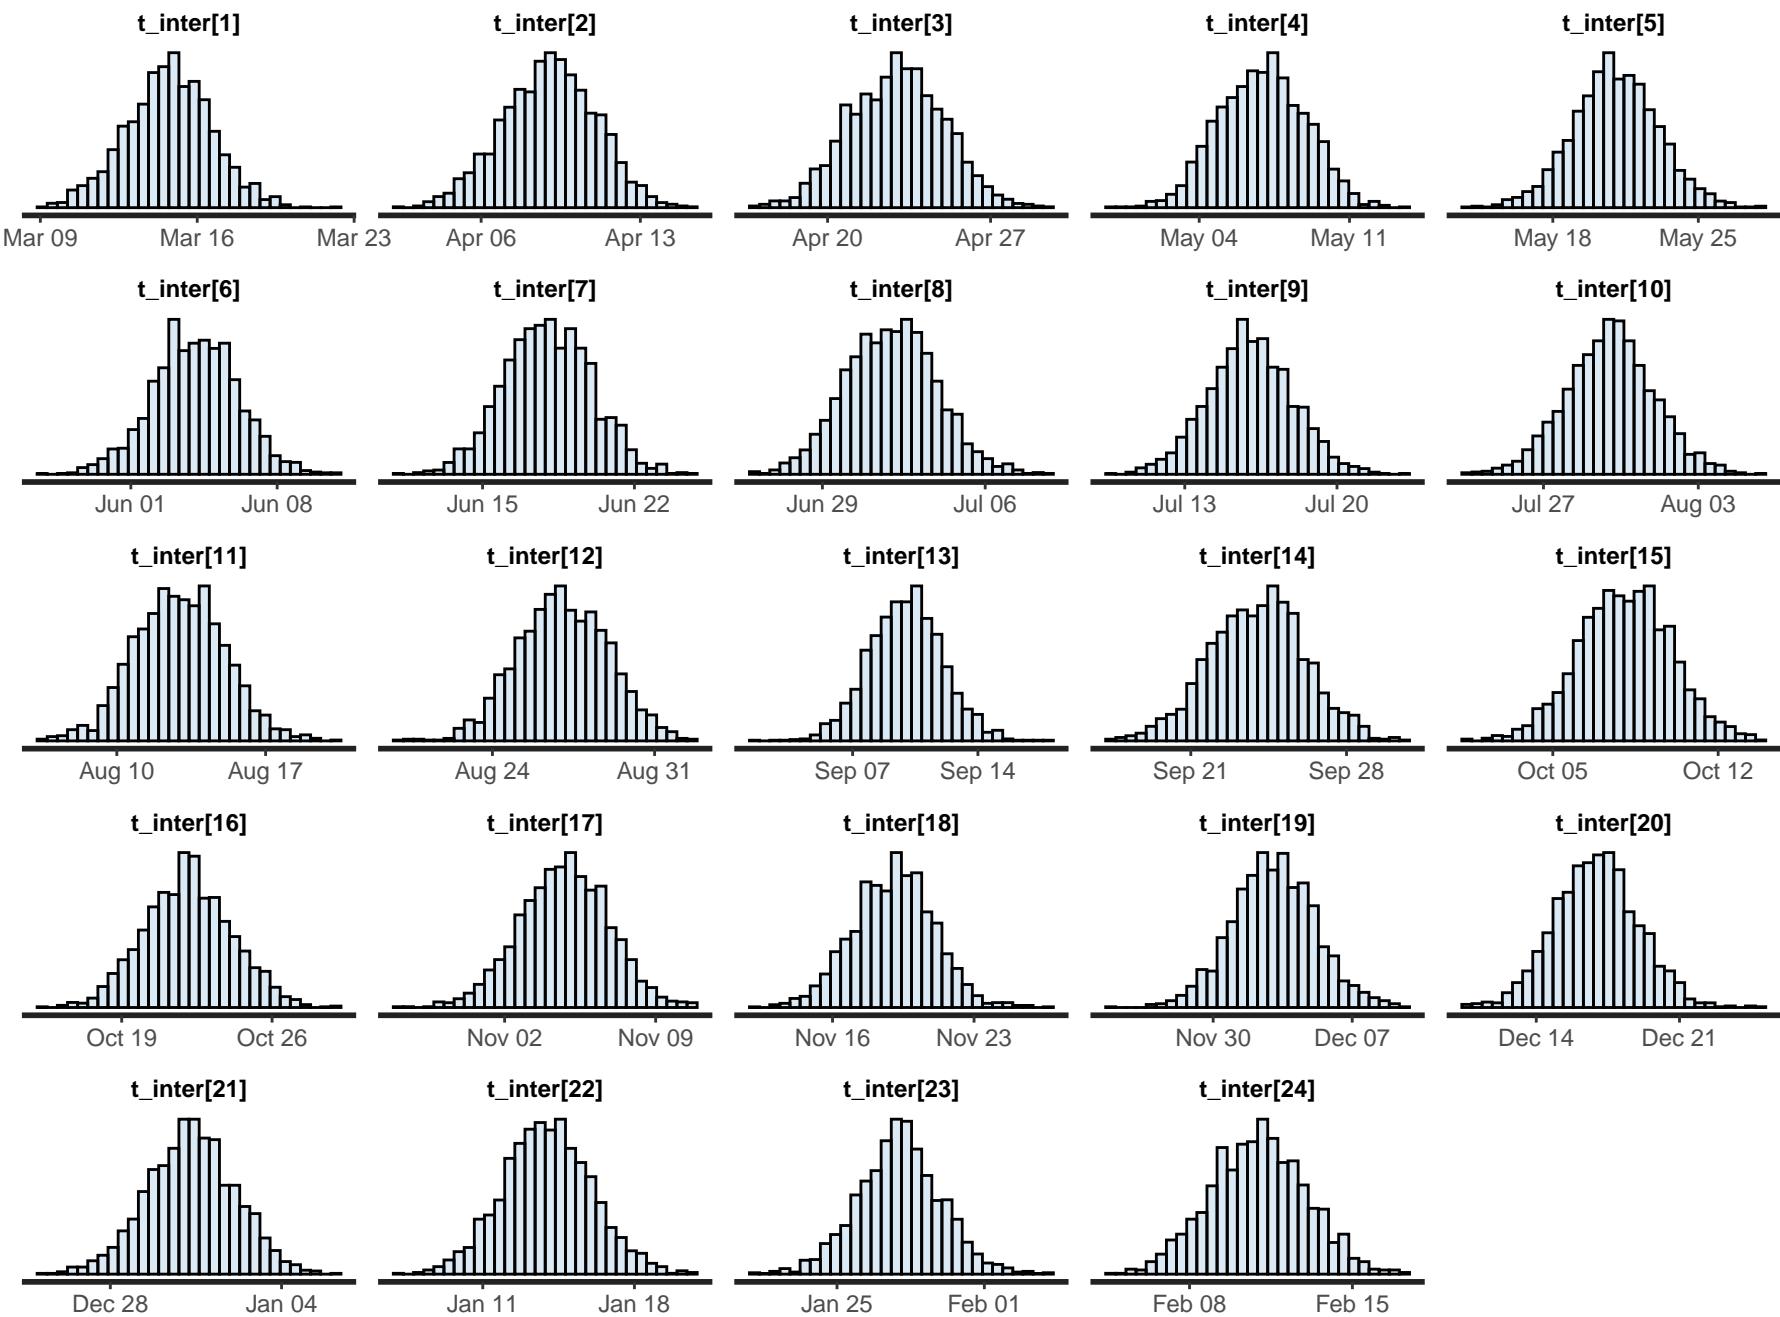 t_inter[1] t_inter[2] t_inter[3] t_inter[4] t_inter[5]
Mar 09 Mar 16 Mar 23 Apr 06 Apr 13 Apr 20 Apr 27 May 04 May 11 May 18 May 25
t_inter[6] t_inter[7] t_inter[8] t_inter[9] t_inter[10]
Jun 01 Jun 08 Jun 15 Jun 22 Jun 29 Jul 06 Jul 13 Jul 20 Jul 27 Aug 03
t_inter[11] t_inter[12] t_inter[13] t_inter[14] t_inter[15]
Aug 10 Aug 17 Aug 24 Aug 31 Sep 07 Sep 14 Sep 21 Sep 28 Oct 05 Oct 12
t_inter[16] t_inter[17] t_inter[18] t_inter[19] t_inter[20]
Oct 19 Oct 26 Nov 02 Nov 09 Nov 16 Nov 23 Nov 30 Dec 07 Dec 14 Dec 21
t_inter[21] t_inter[22] t_inter[23] t_inter[24]
Dec 28 Jan 04 Jan 11 Jan 18 Jan 25 Feb 01 Feb 08 Feb 15